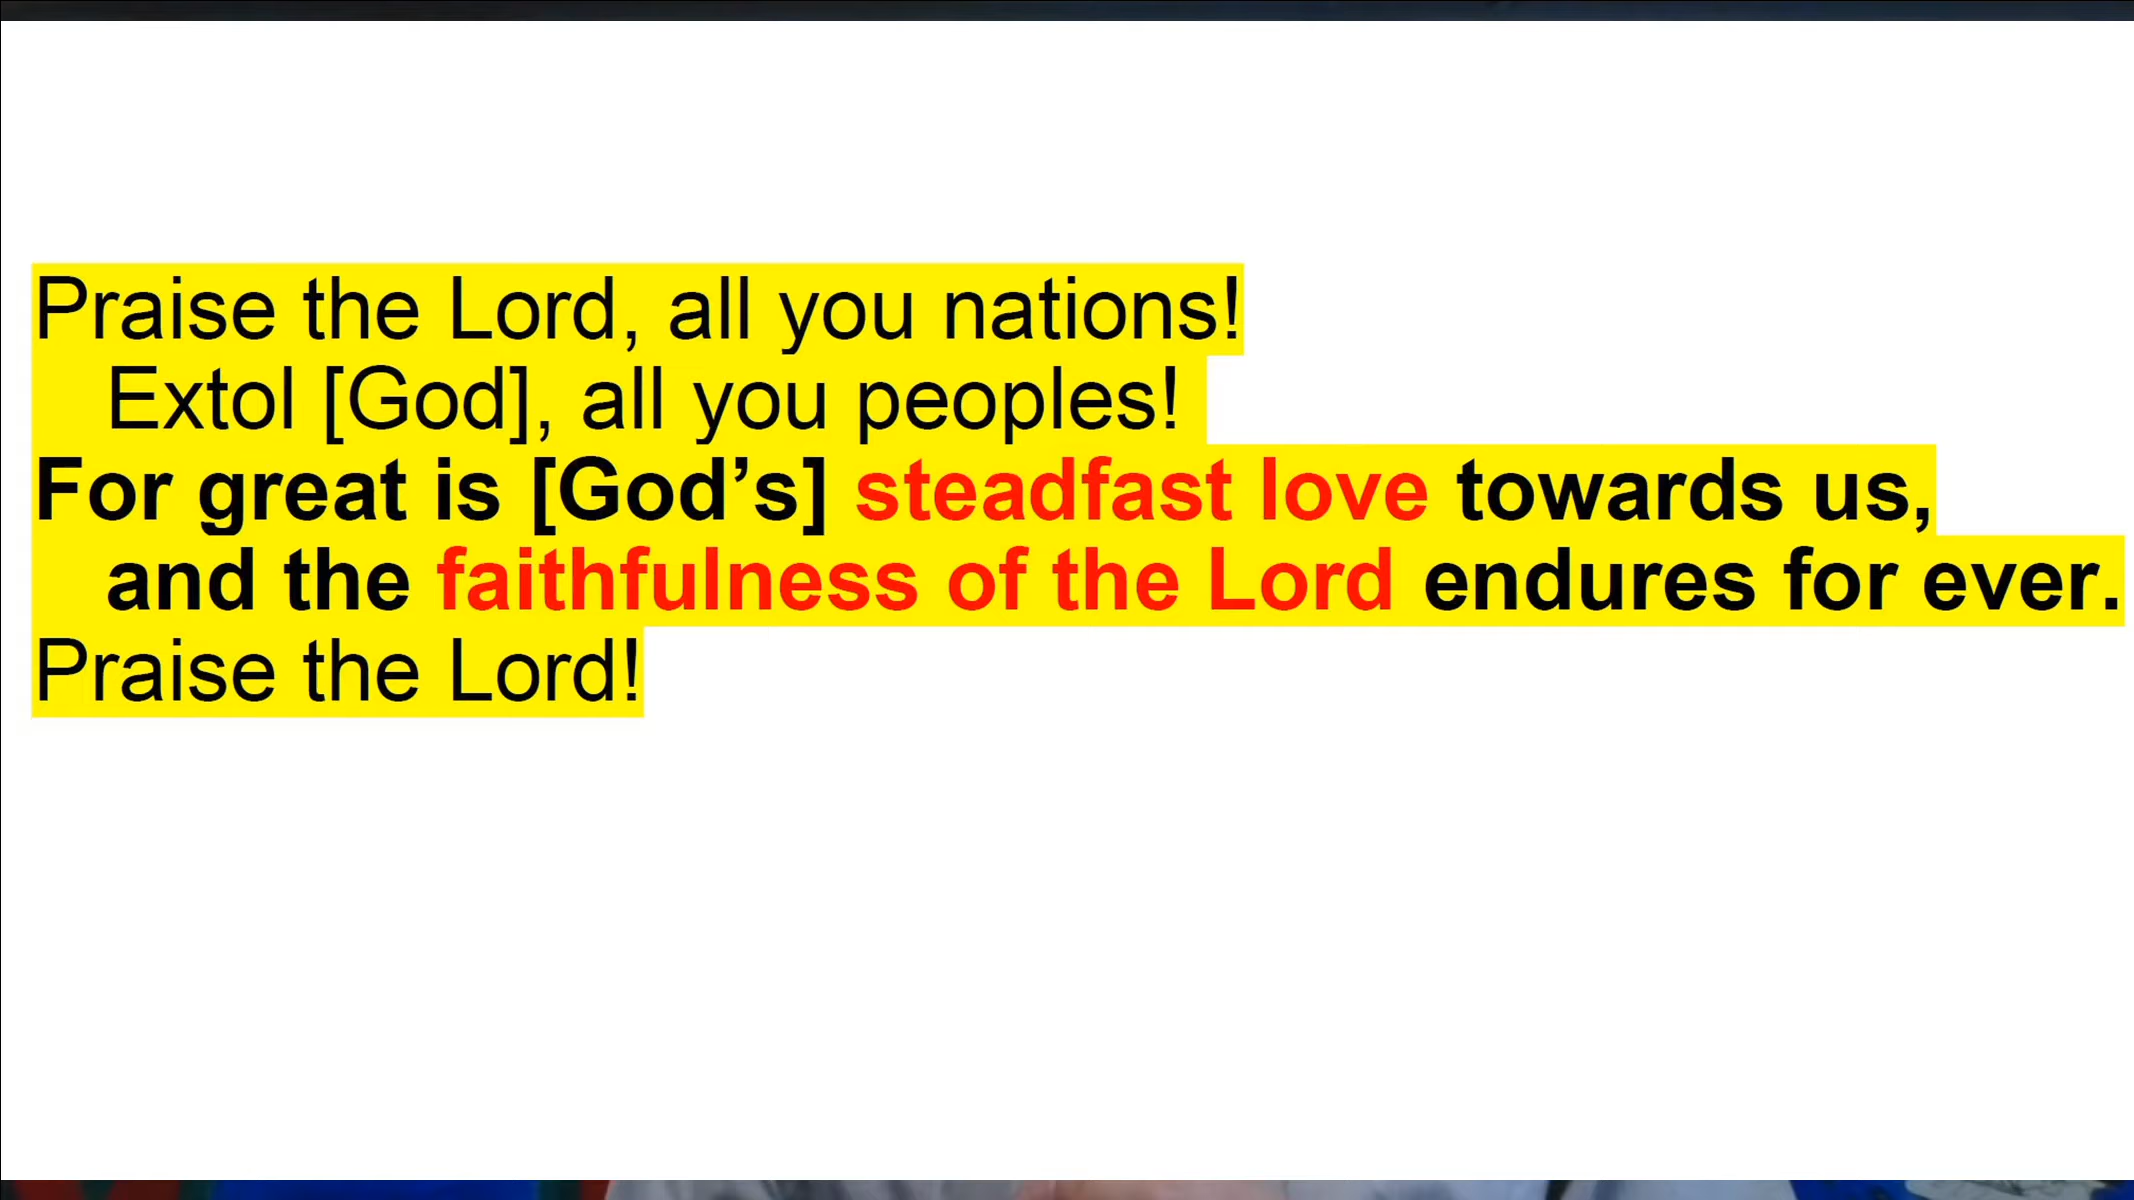 Praise the Lord, all you nations!
Extol [God], all you peoples!
For great is [God’s] steadfast love towards us,
and the faithfulness of the Lord endures for ever.
Praise the Lord!